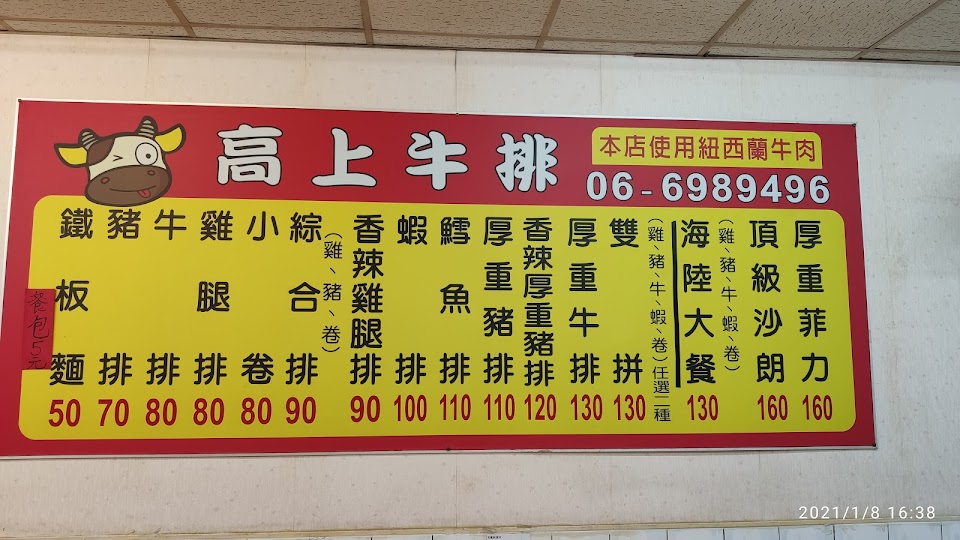 高上牛排
本店使用紐西蘭牛肉
06-6989496
鐵板麵 50
豬排 70
牛排 80
雞腿排 80
小卷 80
綜合排 90
(雞、豬、卷)
香辣雞腿排 90
蝦排 100
鱈魚排 110
厚重豬排 110
香辣厚重豬排 120
厚重牛排 130
雙拼 130
(雞、豬、牛、蝦、卷)任選二種
海陸大餐 130
(雞、豬、牛、蝦、卷)
頂級沙朗 160
厚重菲力 160
餐包5元
2021/1/8 16:38